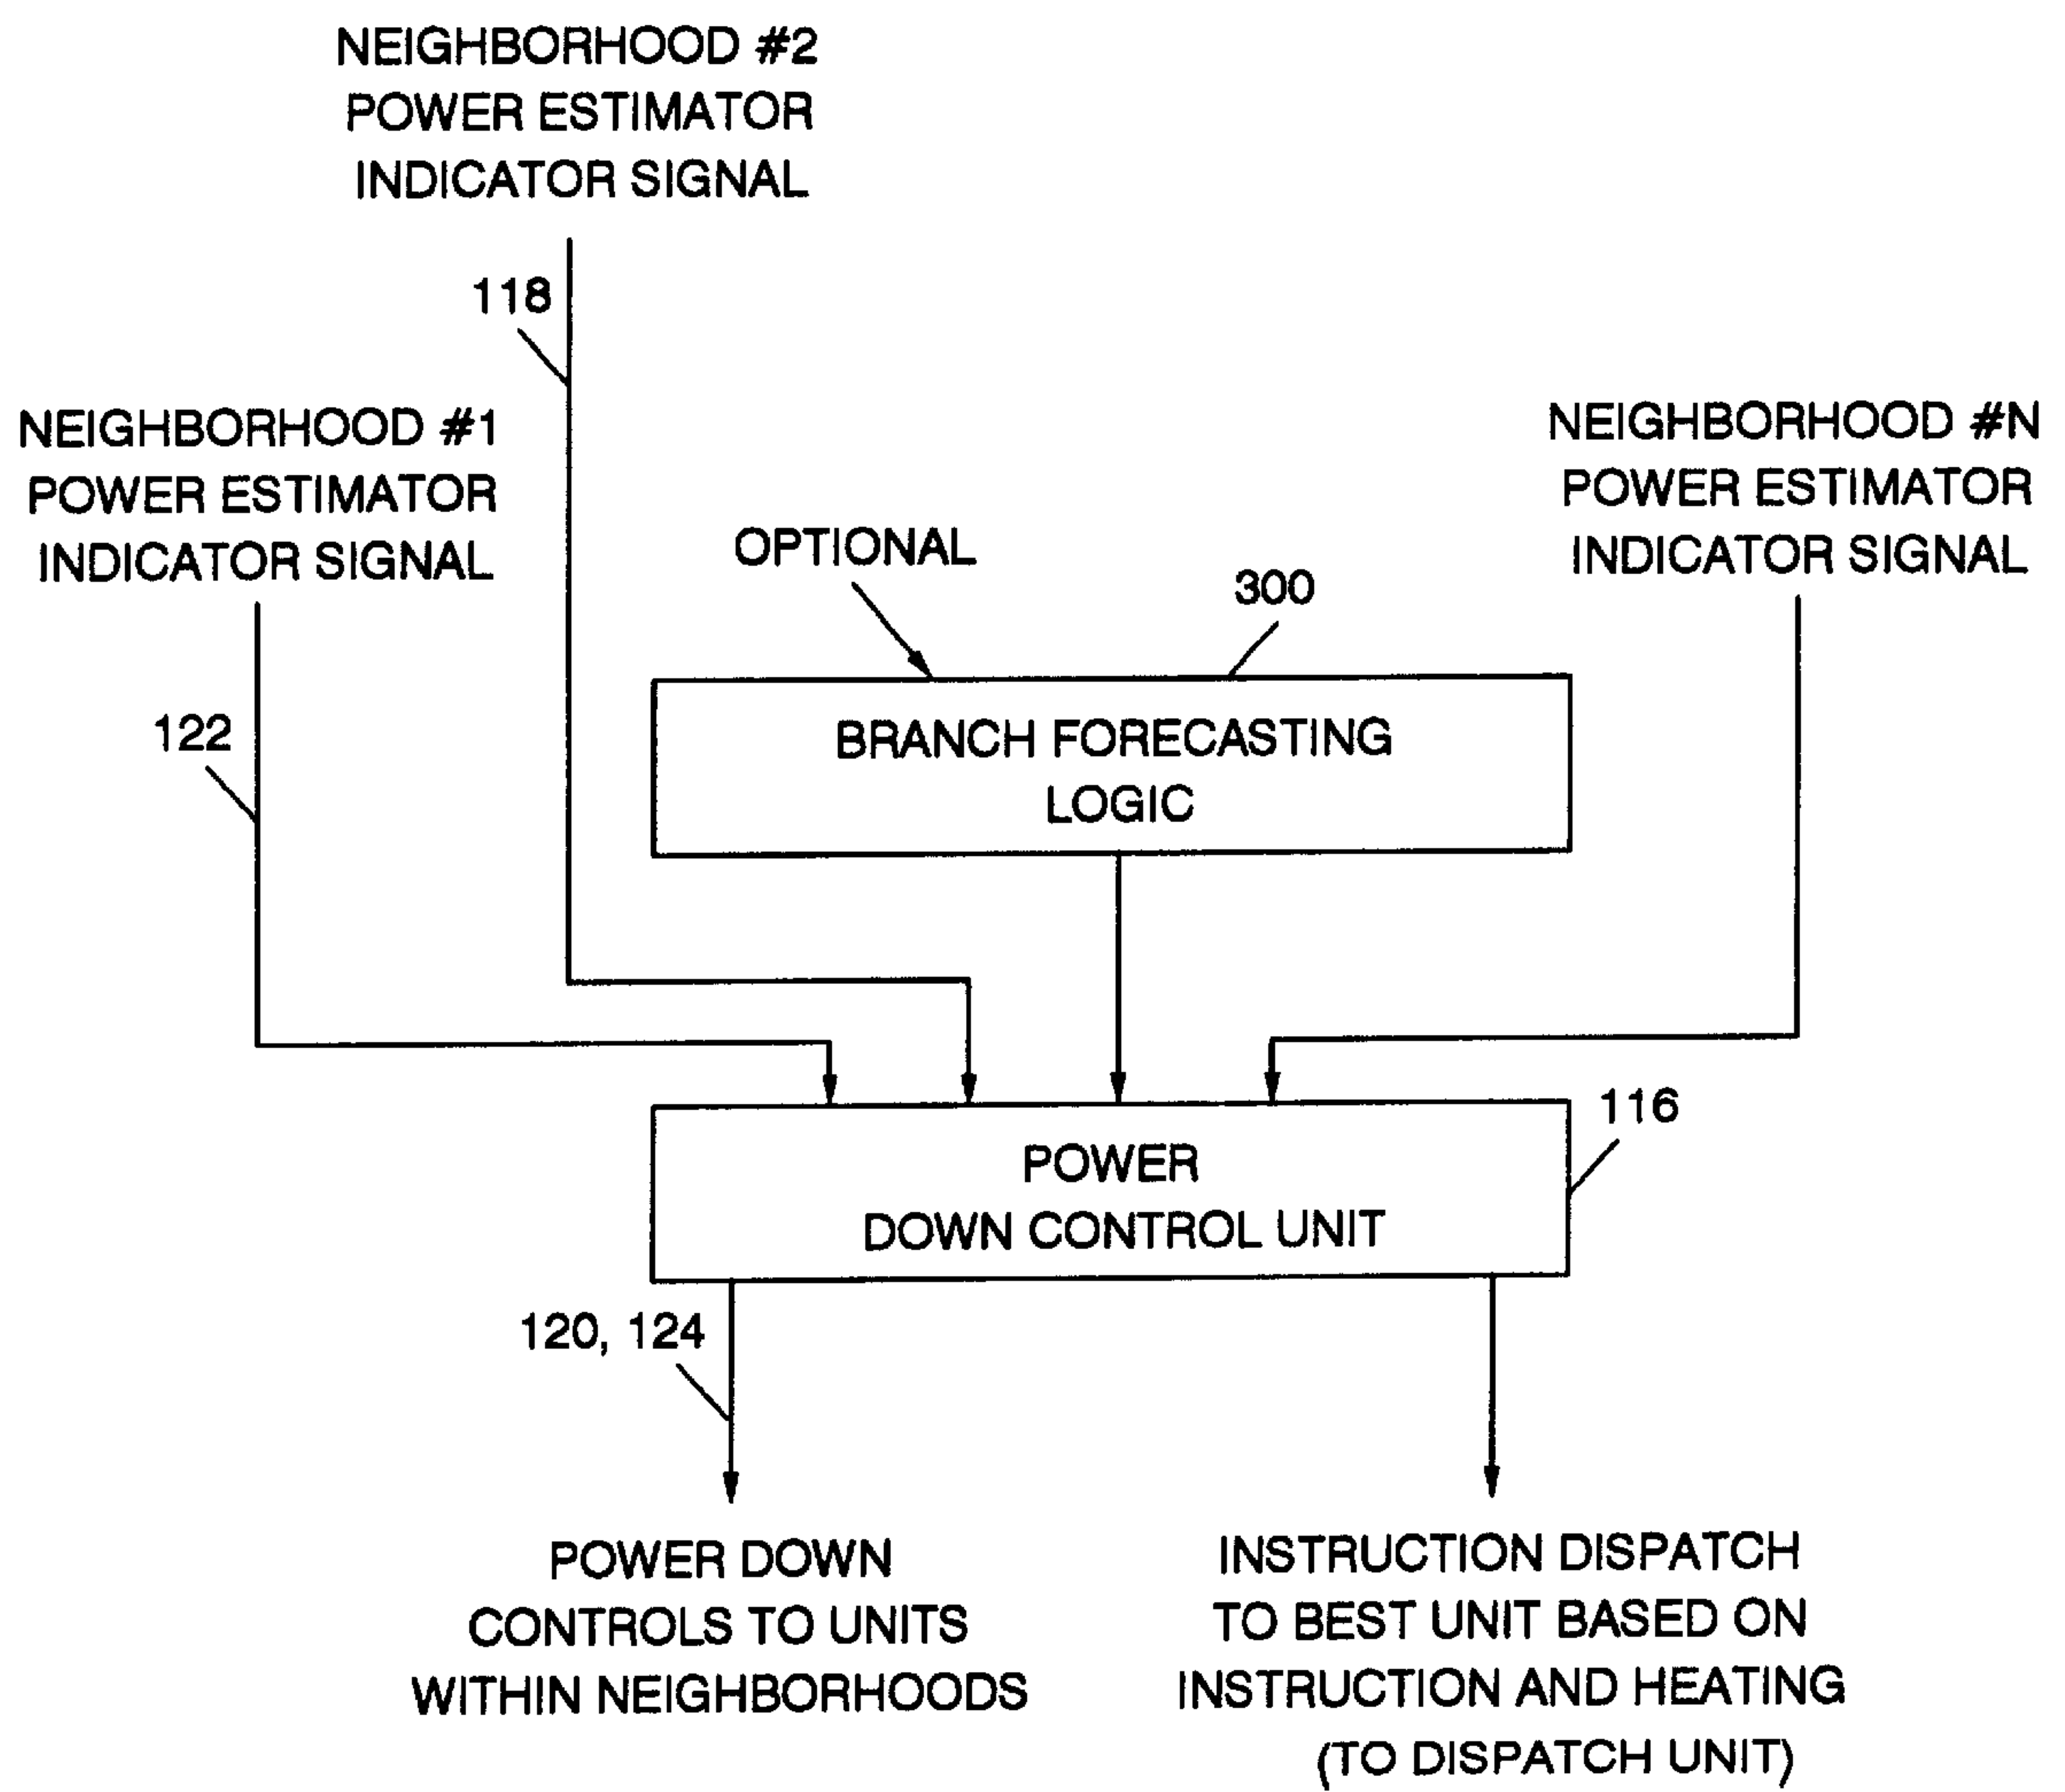 NEIGHBORHOOD #2
POWER ESTIMATOR
INDICATOR SIGNAL
118
NEIGHBORHOOD #1
POWER ESTIMATOR
INDICATOR SIGNAL
NEIGHBORHOOD #N
POWER ESTIMATOR
INDICATOR SIGNAL
OPTIONAL
300
122
BRANCH FORECASTING
LOGIC
116
POWER
DOWN CONTROL UNIT
120, 124
POWER DOWN
CONTROLS TO UNITS
WITHIN NEIGHBORHOODS
INSTRUCTION DISPATCH
TO BEST UNIT BASED ON
INSTRUCTION AND HEATING
(TO DISPATCH UNIT)